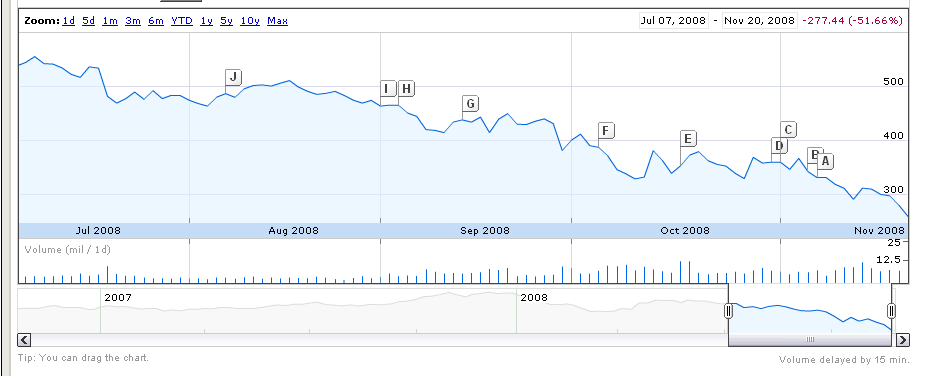 Zoom: 1d 5d 1m 3m 6m YTD 1y 5y 10y Max Jul 07, 2008 - Nov 20, 2008 -277.44 (-51.66%)
J
500
I H
G
C
400
F
E
D
B A
300
Jul 2008 Aug 2008 Sep 2008 Oct 2008 Nov 2008
Volume (mil / 1d) 25
12.5
2007 2008
Tip: You can drag the chart. Volume delayed by 15 min.